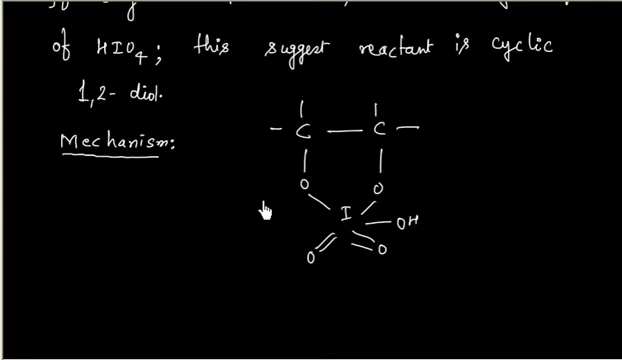 of HIO4; this suggest reactant is cyclic
1,2- diol.
Mechanism:
- C - C -
O O
I
OH
O O